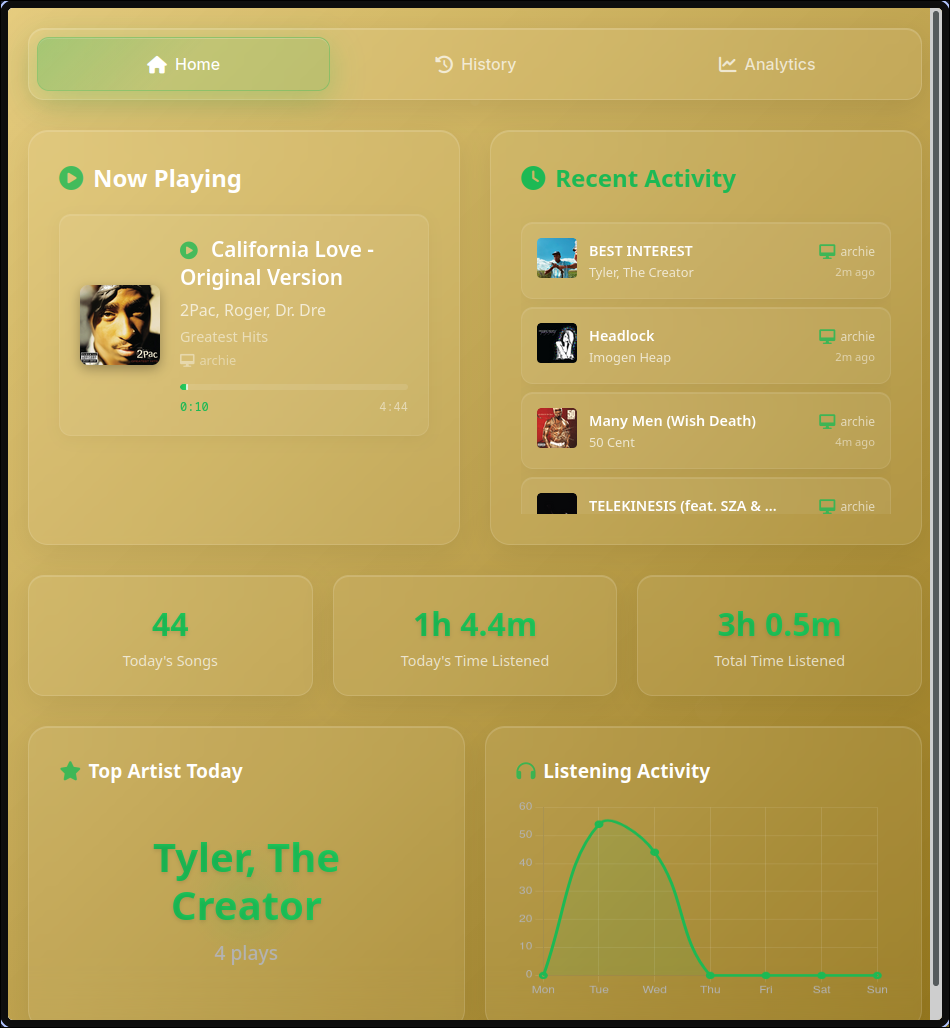 Home
History
Analytics
Now Playing
California Love -
Original Version
2Pac, Roger, Dr. Dre
Greatest Hits
archie
0:10
4:44
2Pac
Recent Activity
BEST INTEREST
archie
Tyler, The Creator
2m ago
Headlock
archie
Imogen Heap
2m ago
Many Men (Wish Death)
archie
50 Cent
4m ago
TELEKINESIS (feat. SZA & ...
archie
44
Today's Songs
1h 4.4m
Today's Time Listened
3h 0.5m
Total Time Listened
Top Artist Today
Tyler, The
Creator
4 plays
Listening Activity
60
50
40
30
20
10
0
Mon
Tue
Wed
Thu
Fri
Sat
Sun